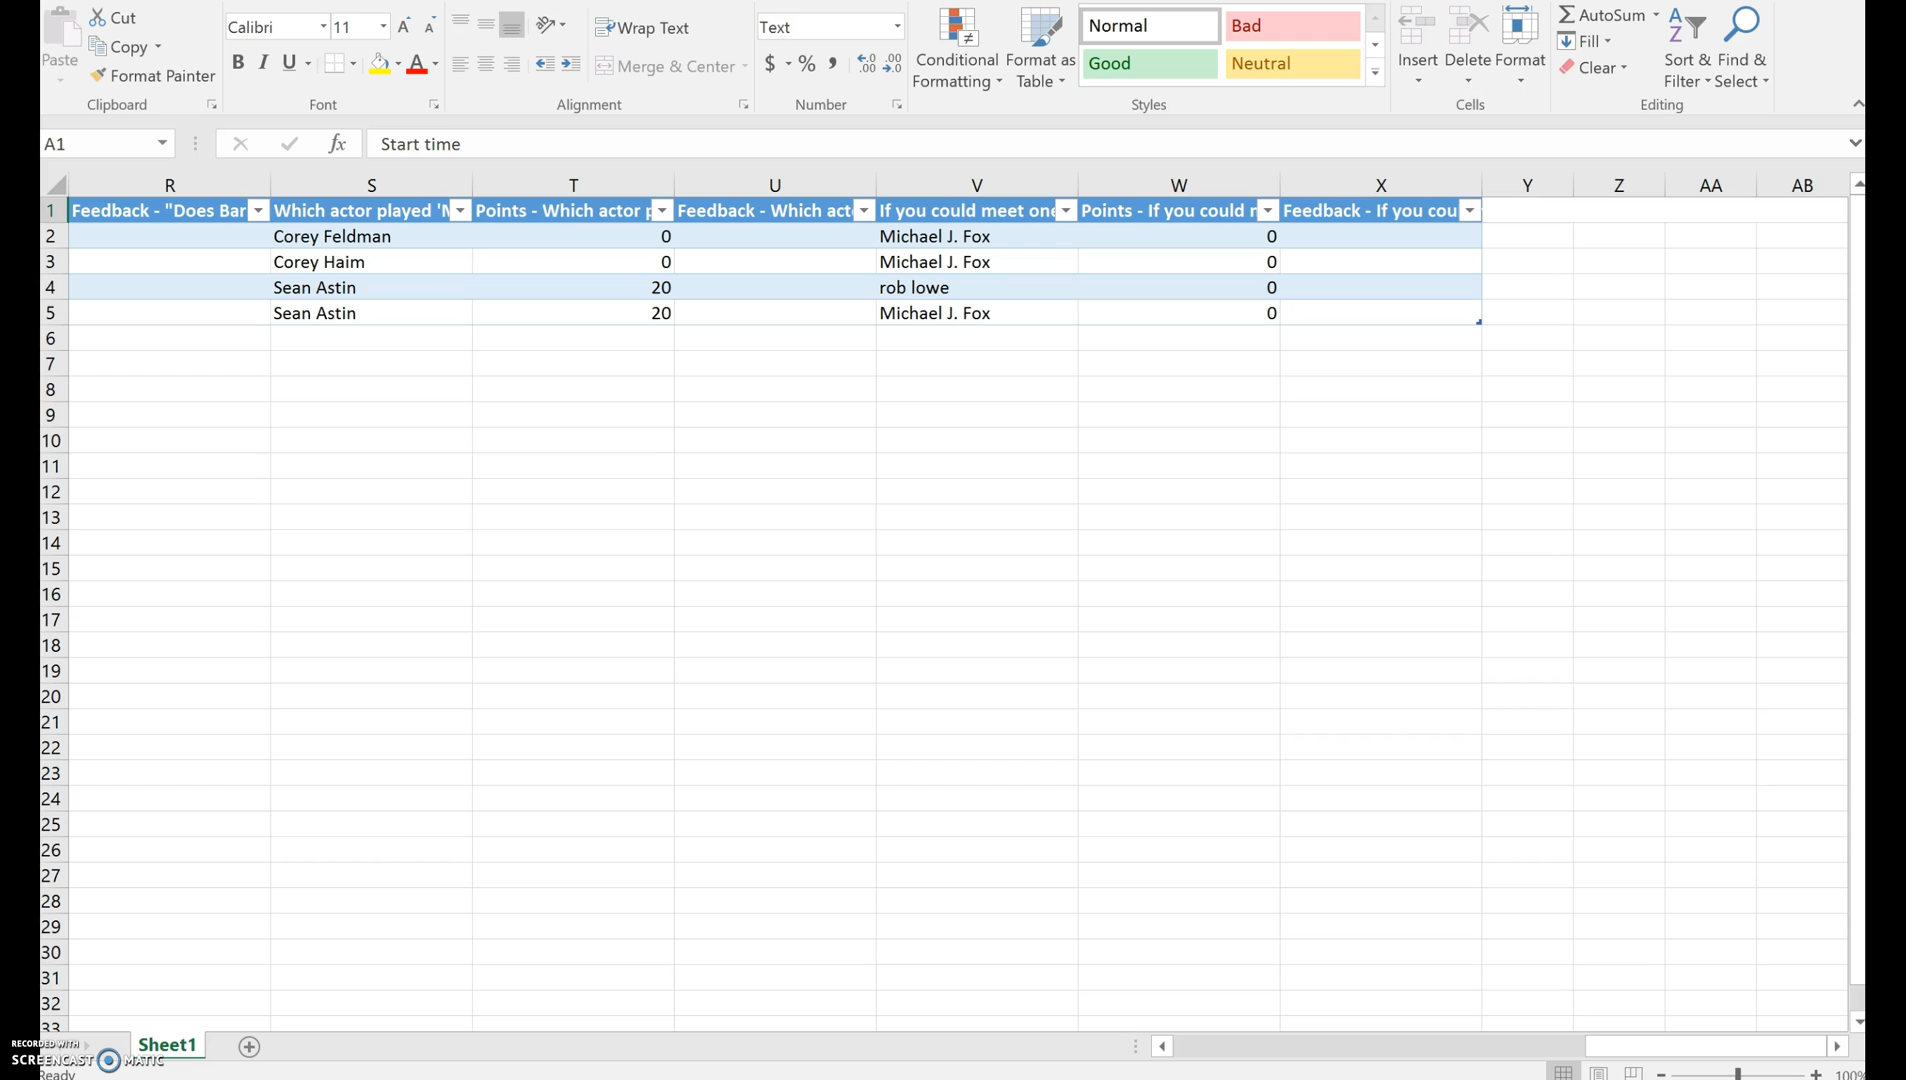 Paste
Cut
Copy
Format Painter
Clipboard
Calibri 11 A A
B I U A
Font
Wrap Text
Merge & Center
Alignment
Text
$ % , .00 .00
Number
Conditional Formatting
Format as Table
Normal Bad
Good Neutral
Styles
Insert Delete Format
Cells
AutoSum
Fill
Clear
Sort & Filter
Find & Select
Editing
A1 fx Start time
R S T U V W X Y Z AA AB
1 Feedback - "Does Bar Which actor played 'M Points - Which actor p Feedback - Which act If you could meet one Points - If you could m Feedback - If you cou
2 Corey Feldman 0 Michael J. Fox 0
3 Corey Haim 0 Michael J. Fox 0
4 Sean Astin 20 rob lowe 0
5 Sean Astin 20 Michael J. Fox 0
6
7
8
9
10
11
12
13
14
15
16
17
18
19
20
21
22
23
24
25
26
27
28
29
30
31
32
33
Sheet1
RECORDED WITH
SCREENCAST MATIC
Ready
100%